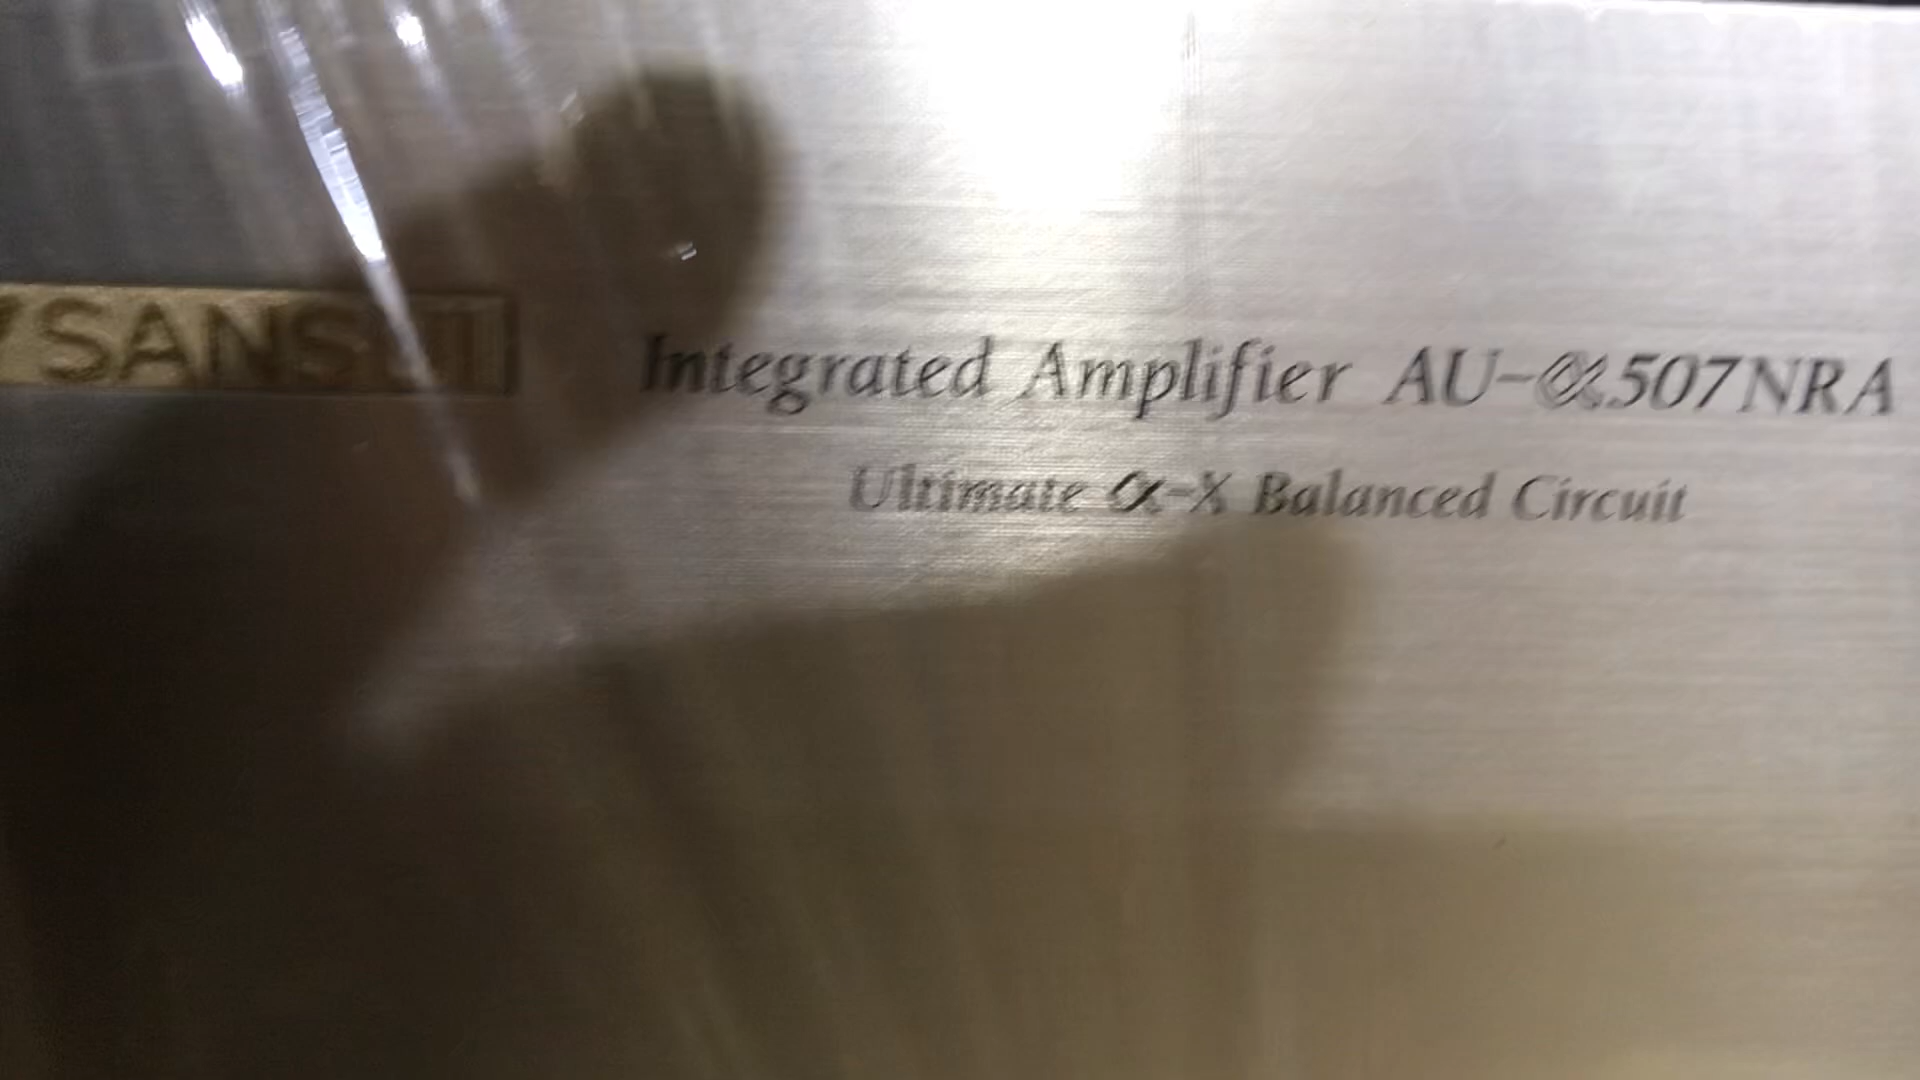 SANSUI
Integrated Amplifier AU-α507NRA
Ultimate α-X Balanced Circuit